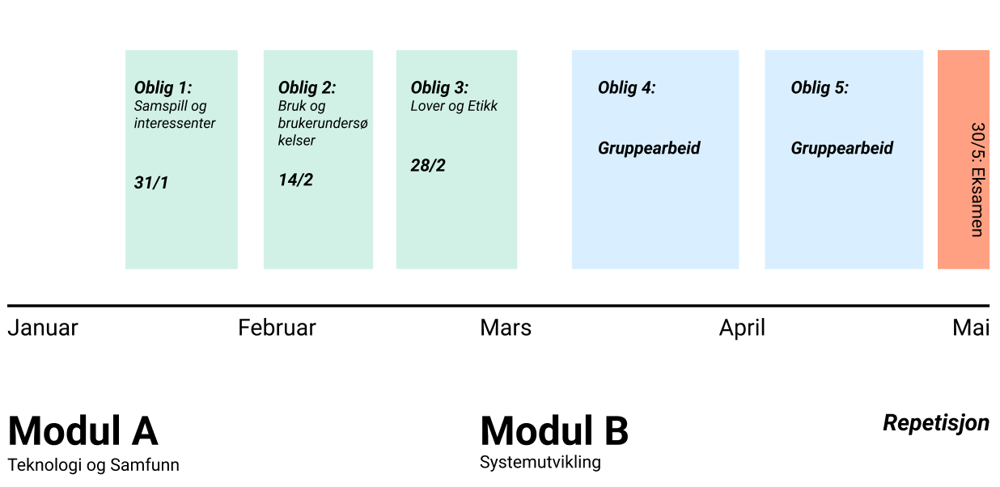 Oblig 1:
Samspill og
interessenter
31/1
Oblig 2:
Bruk og
brukerundersø
kelser
14/2
Oblig 3:
Lover og Etikk
28/2
Oblig 4:
Gruppearbeid
Oblig 5:
Gruppearbeid
30/5: Eksamen
Januar
Februar
Mars
April
Mai
Modul A
Teknologi og Samfunn
Modul B
Systemutvikling
Repetisjon